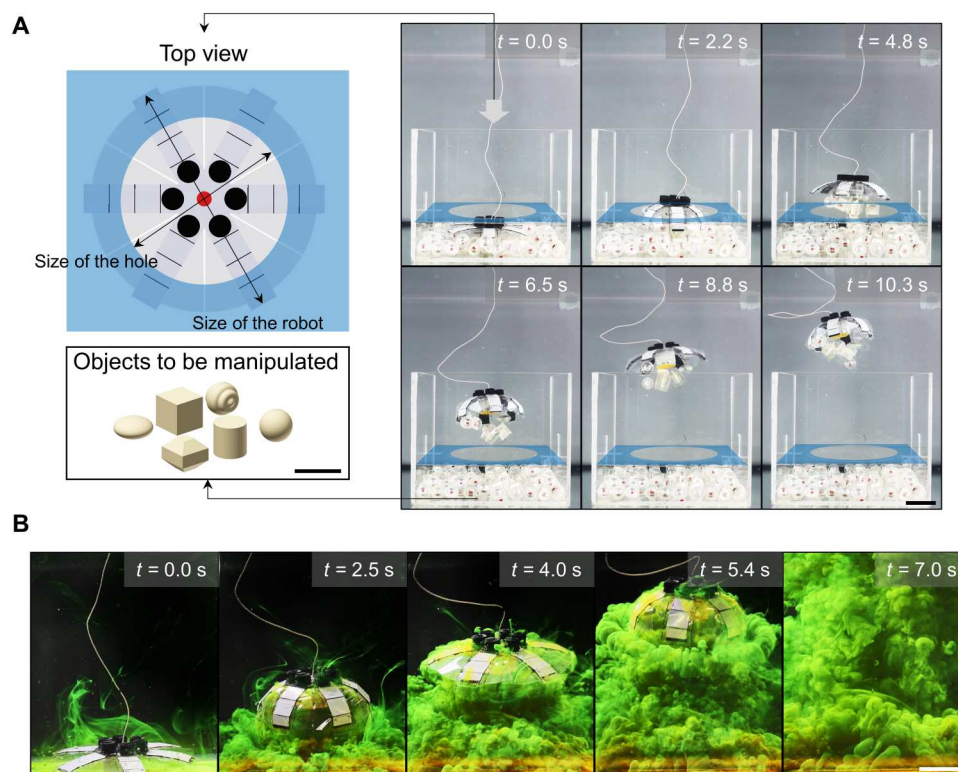 A
Top view
Size of the hole
Size of the robot
Objects to be manipulated
t = 0.0 s
t = 2.2 s
t = 4.8 s
t = 6.5 s
t = 8.8 s
t = 10.3 s
B
t = 0.0 s
t = 2.5 s
t = 4.0 s
t = 5.4 s
t = 7.0 s